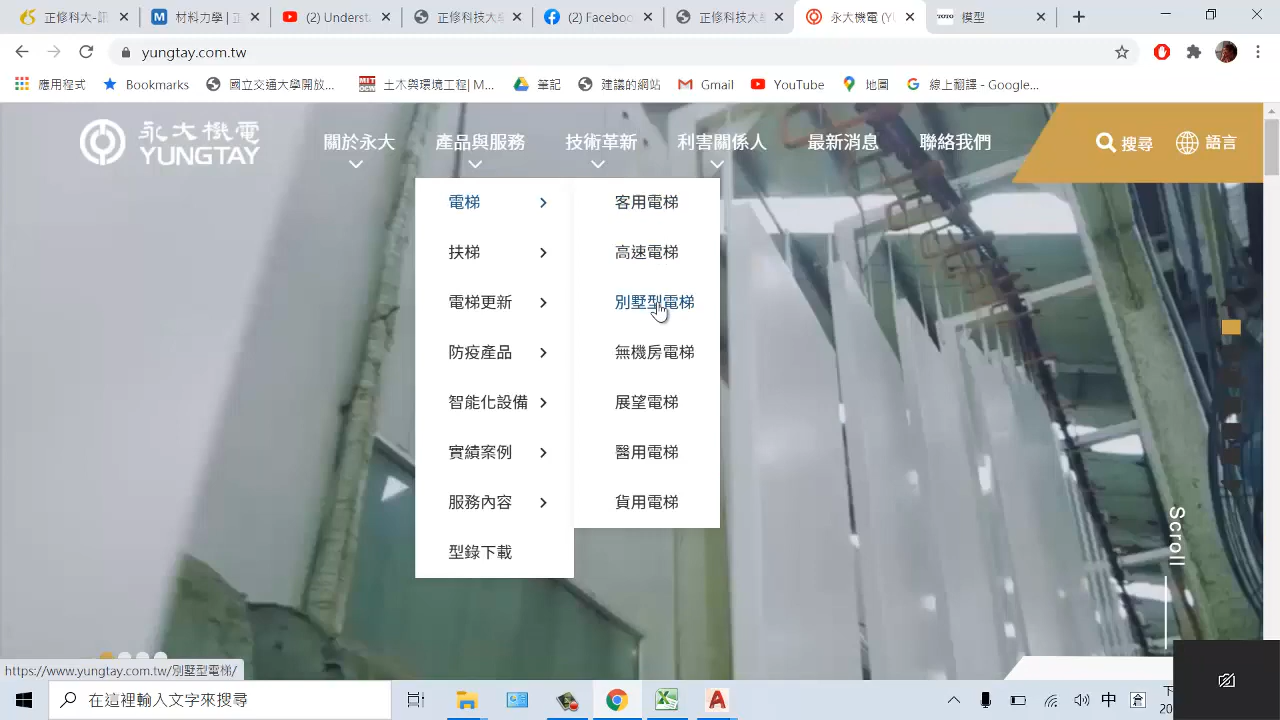 正修科大-訂
材料力學 |
(2) Underst
正修科技大學
(2) Faceboo
正修科技大學
永大機電 (YU
模型
yungtay.com.tw
應用程式
Bookmarks
國立交通大學開放...
土木與環境工程| M...
筆記
建議的網站
Gmail
YouTube
地圖
線上翻譯 - Google...
永大機電
YUNGTAY
關於永大
產品與服務
技術革新
利害關係人
最新消息
聯絡我們
搜尋
語言
電梯
扶梯
電梯更新
防疫產品
智能化設備
實績案例
服務內容
型錄下載
客用電梯
高速電梯
別墅型電梯
無機房電梯
展望電梯
醫用電梯
貨用電梯
Scroll
https://www.yungtay.com.tw/別墅型電梯/
在這裡輸入文字來搜尋
中